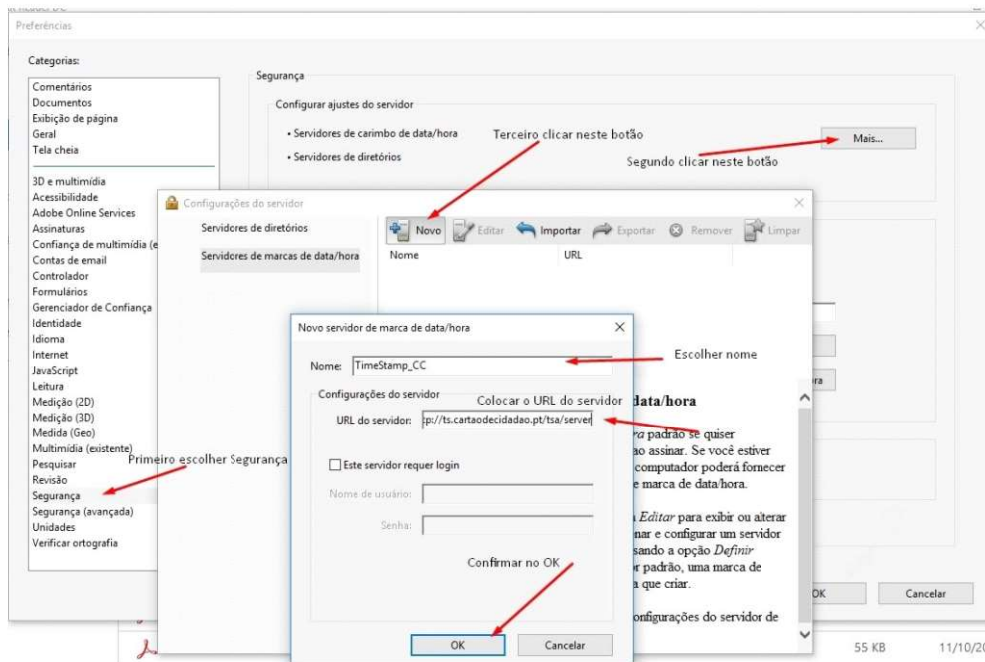 Preferências
Categorias:
Comentários
Documentos
Exibição de página
Geral
Tela cheia
3D e multimídia
Acessibilidade
Adobe Online Services
Assinaturas
Confiança de multimídia (e
Contas de email
Controlador
Formulários
Gerenciador de Confiança
Identidade
Idioma
Internet
JavaScript
Leitura
Medição (2D)
Medição (3D)
Medida (Geo)
Multimídia (existente)
Pesquisar
Revisão
Segurança
Segurança (avançada)
Unidades
Verificar ortografia
Primeiro escolher Segurança
Segurança
Configurar ajustes do servidor
• Servidores de carimbo de data/hora
• Servidores de diretórios
Terceiro clicar neste botão
Segundo clicar neste botão
Mais...
Configurações do servidor
Servidores de diretórios
Servidores de marcas de data/hora
Novo Editar Importar Exportar Remover Limpar
Nome URL
Novo servidor de marca de data/hora
Nome: TimeStamp_CC
Escolher nome
Configurações do servidor
Colocar o URL do servidor
URL do servidor: :p://ts.cartaodecidadao.pt/tsa/server
Este servidor requer login
Nome de usuário:
Senha:
Confirmar no OK
OK Cancelar
data/hora
ra padrão se quiser
ao assinar. Se você estiver
computador poderá fornecer
e marca de data/hora.
Editar para exibir ou alterar
nar e configurar um servidor
sando a opção Definir
or padrão, uma marca de
a que criar.
onfigurações do servidor de
ora
OK Cancelar
55 KB 11/10/20